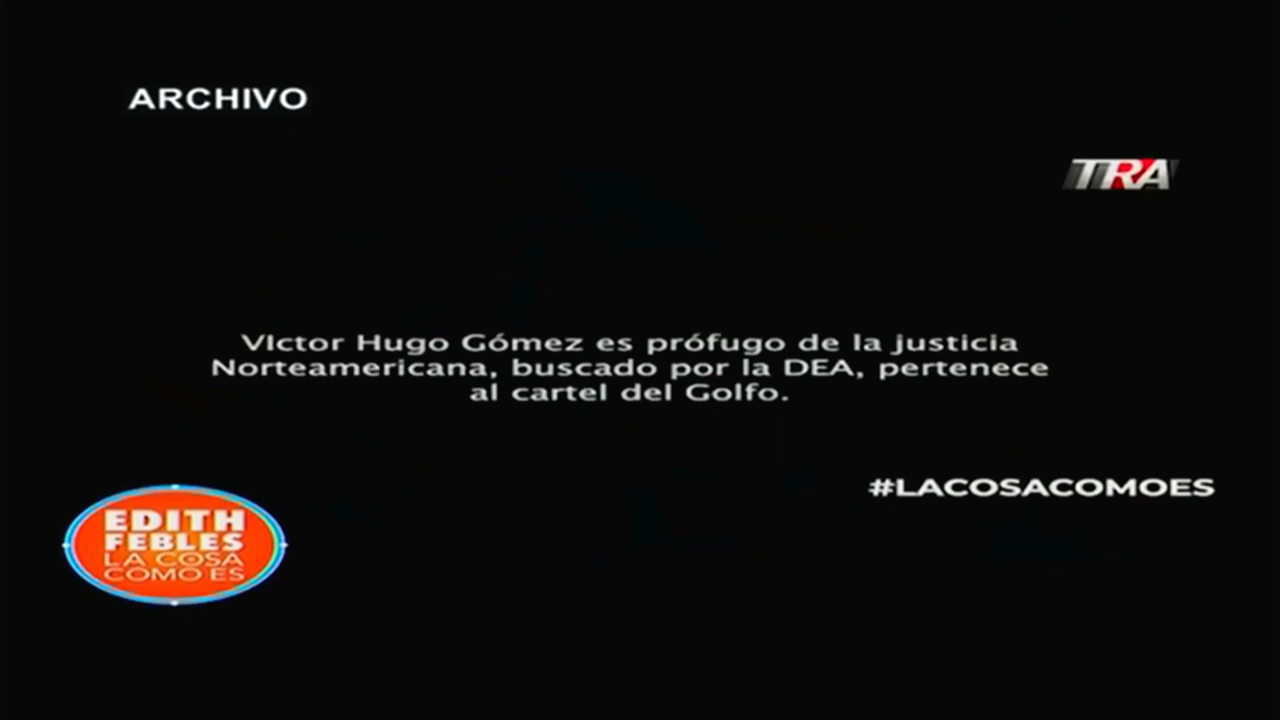 ARCHIVO
TRA
VIctor Hugo Gómez es prófugo de la justicia
Norteamericana, buscado por la DEA, pertenece
al cartel del Golfo.
#LACOSACOMOES
EDITH
FEBLES
LA COSA
COMO ES